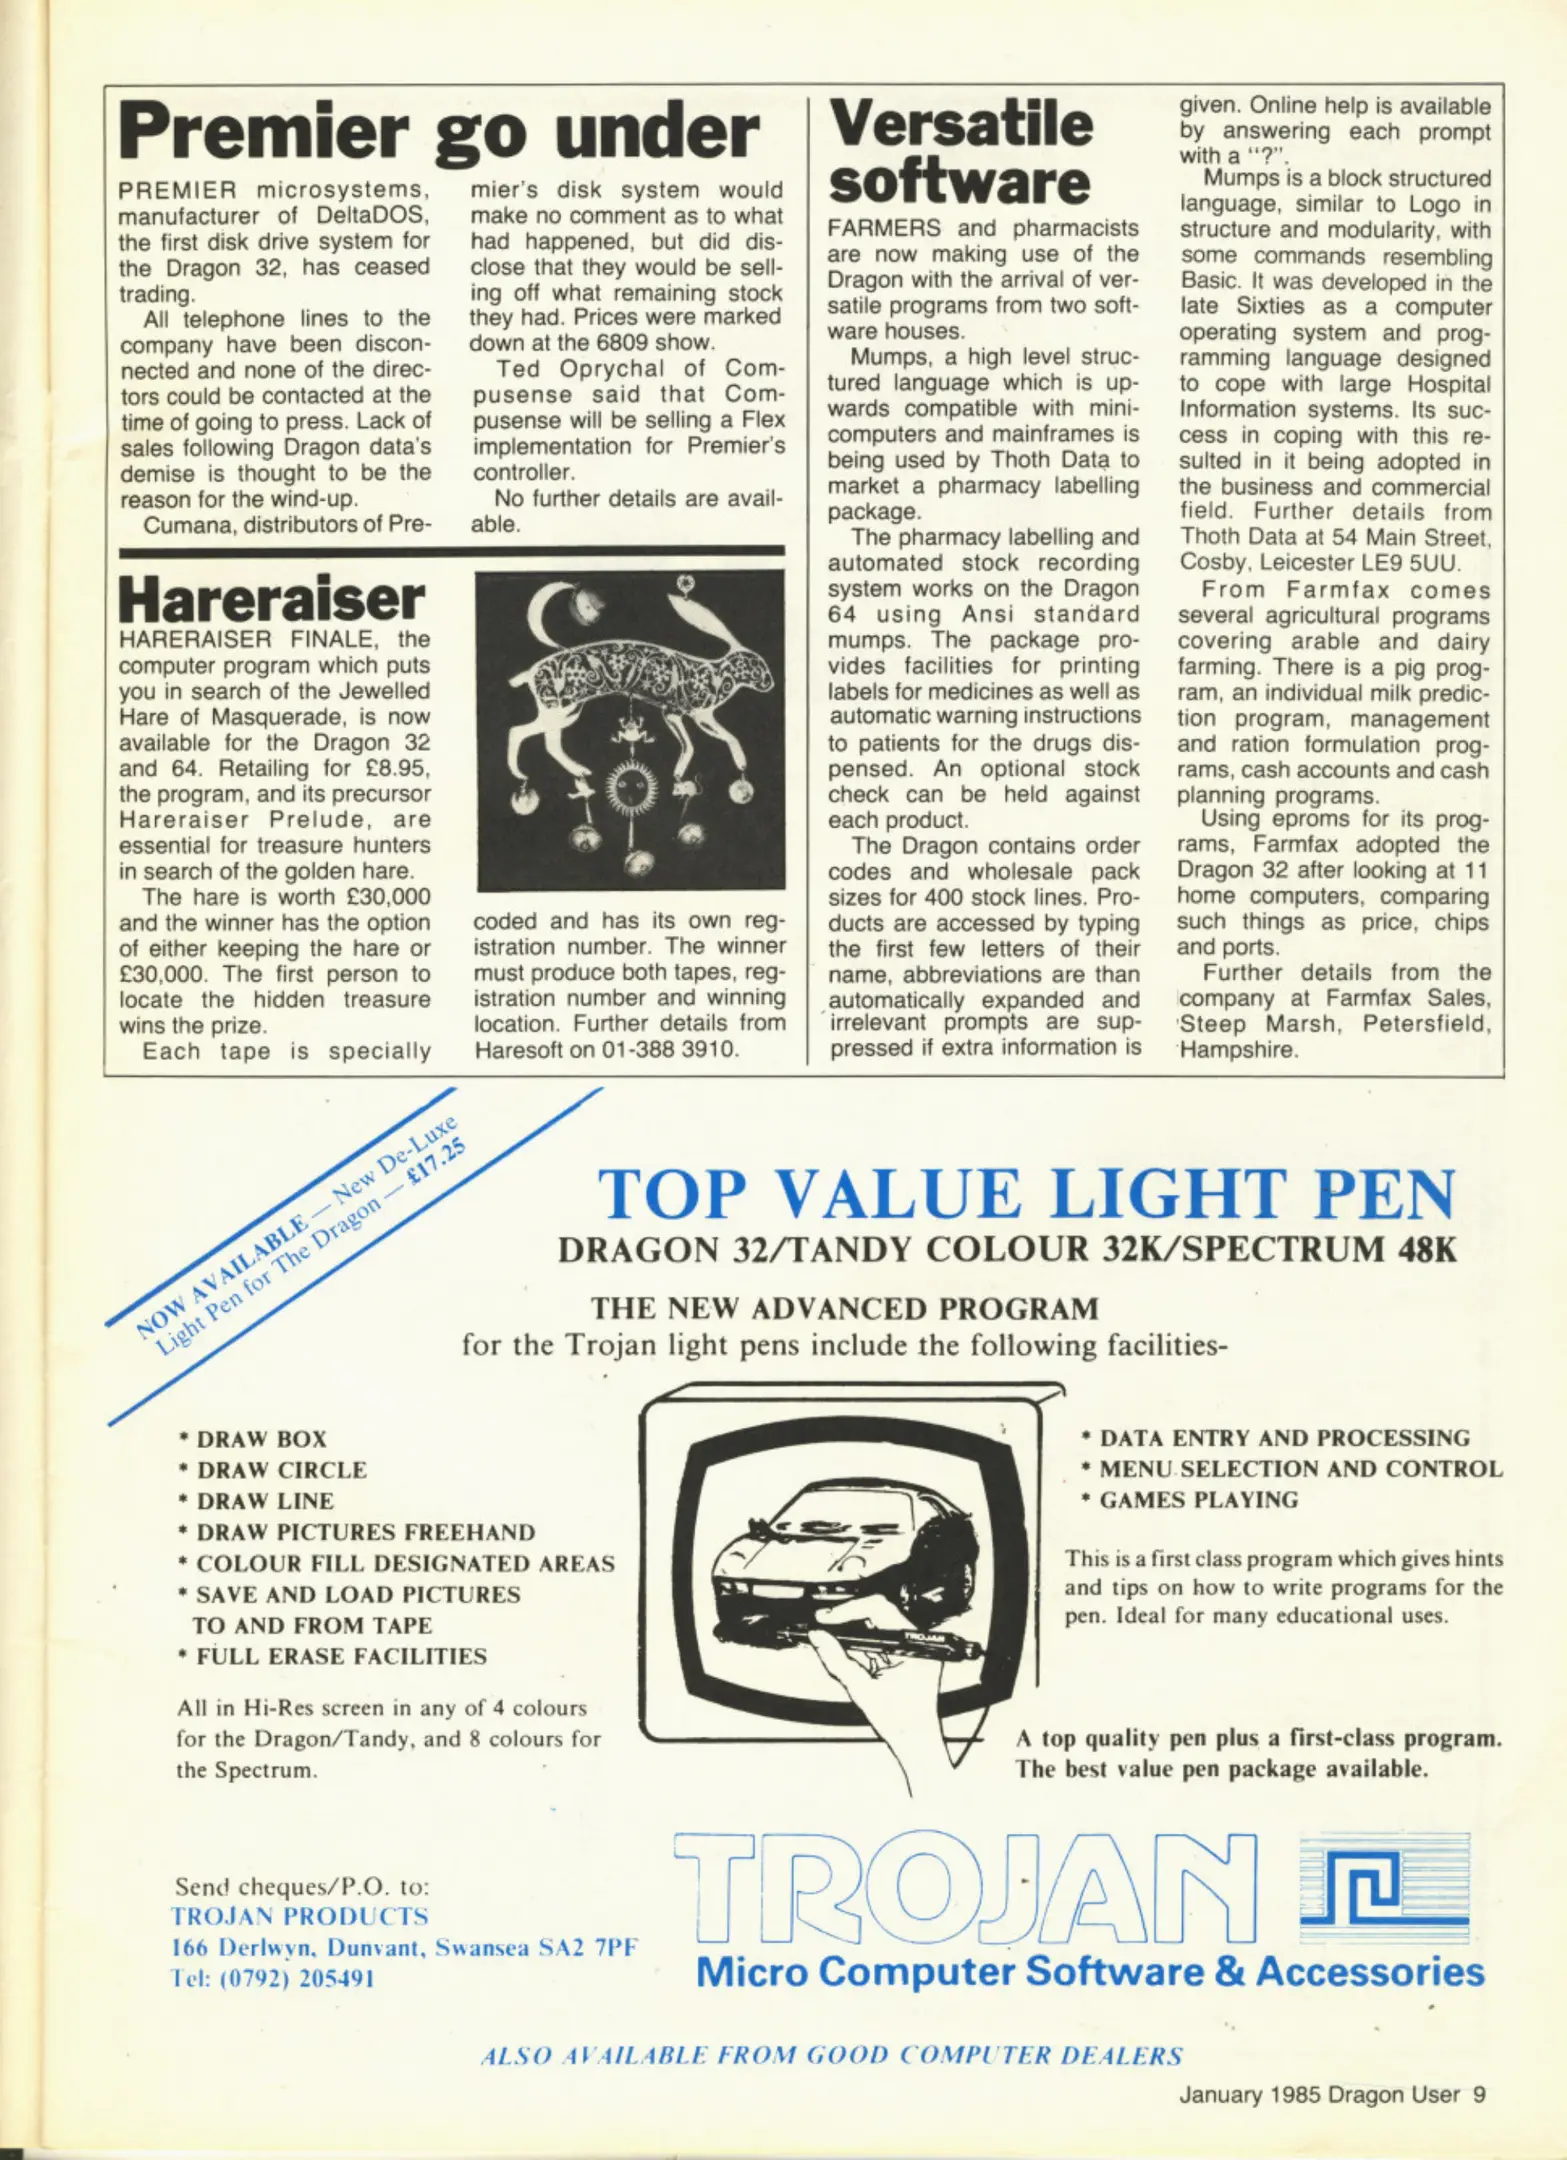 Premier go under
PREMIER microsystems,
manufacturer of DeltaDOS,
the first disk drive system for
the Dragon 32, has ceased
trading.
All telephone lines to the
company have been discon-
nected and none of the direc-
tors could be contacted at the
time of going to press. Lack of
sales following Dragon data's
demise is thought to be the
reason for the wind-up.
Cumana, distributors of Pre-
mier's disk system would
make no comment as to what
had happened, but did dis-
close that they would be sell-
ing off what remaining stock
they had. Prices were marked
down at the 6809 show.
Ted Oprychal of Com-
pusense said that Com-
pusense will be selling a Flex
implementation for Premier's
controller.
No further details are avail-
able.
Hareraiser
HARERAISER FINALE, the
computer program which puts
you in search of the Jewelled
Hare of Masquerade, is now
available for the Dragon 32
and 64. Retailing for £8.95,
the program, and its precursor
Hareraiser Prelude, are
essential for treasure hunters
in search of the golden hare.
The hare is worth £30,000
and the winner has the option
of either keeping the hare or
£30,000. The first person to
locate the hidden treasure
wins the prize.
Each tape is specially
coded and has its own reg-
istration number. The winner
must produce both tapes, reg-
istration number and winning
location. Further details from
Haresoft on 01-388 3910.
Versatile
software
FARMERS and pharmacists
are now making use of the
Dragon with the arrival of ver-
satile programs from two soft-
ware houses.
Mumps, a high level struc-
tured language which is up-
wards compatible with mini-
computers and mainframes is
being used by Thoth Data to
market a pharmacy labelling
package.
The pharmacy labelling and
automated stock recording
system works on the Dragon
64 using Ansi standard
mumps. The package pro-
vides facilities for printing
labels for medicines as well as
automatic warning instructions
to patients for the drugs dis-
pensed. An optional stock
check can be held against
each product.
The Dragon contains order
codes and wholesale pack
sizes for 400 stock lines. Pro-
ducts are accessed by typing
the first few letters of their
name, abbreviations are than
automatically expanded and
irrelevant prompts are sup-
pressed if extra information is
given. Online help is available
by answering each prompt
with a "?".
Mumps is a block structured
language, similar to Logo in
structure and modularity, with
some commands resembling
Basic. It was developed in the
late Sixties as a computer
operating system and prog-
ramming language designed
to cope with large Hospital
Information systems. Its suc-
cess in coping with this re-
sulted in it being adopted in
the business and commercial
field. Further details from
Thoth Data at 54 Main Street,
Cosby, Leicester LE9 5UU.
From Farmfax comes
several agricultural programs
covering arable and dairy
farming. There is a pig prog-
ram, an individual milk predic-
tion program, management
and ration formulation prog-
rams, cash accounts and cash
planning programs.
Using eproms for its prog-
rams, Farmfax adopted the
Dragon 32 after looking at 11
home computers, comparing
such things as price, chips
and ports.
Further details from the
company at Farmfax Sales,
Steep Marsh, Petersfield,
Hampshire.
NOW AVAILABLE — New De-Luxe
Light Pen for The Dragon — £17.25
TOP VALUE LIGHT PEN
DRAGON 32/TANDY COLOUR 32K/SPECTRUM 48K
THE NEW ADVANCED PROGRAM
for the Trojan light pens include the following facilities-
* DRAW BOX
* DRAW CIRCLE
* DRAW LINE
* DRAW PICTURES FREEHAND
* COLOUR FILL DESIGNATED AREAS
* SAVE AND LOAD PICTURES
TO AND FROM TAPE
* FULL ERASE FACILITIES
All in Hi-Res screen in any of 4 colours
for the Dragon/Tandy, and 8 colours for
the Spectrum.
TROJAN
* DATA ENTRY AND PROCESSING
* MENU SELECTION AND CONTROL
* GAMES PLAYING
This is a first class program which gives hints
and tips on how to write programs for the
pen. Ideal for many educational uses.
A top quality pen plus a first-class program.
The best value pen package available.
Send cheques/P.O. to:
TROJAN PRODUCTS
166 Derlwyn, Dunvant, Swansea SA2 7PF
Tel: (0792) 205491
TROJAN
Micro Computer Software & Accessories
ALSO AVAILABLE FROM GOOD COMPUTER DEALERS
January 1985 Dragon User 9